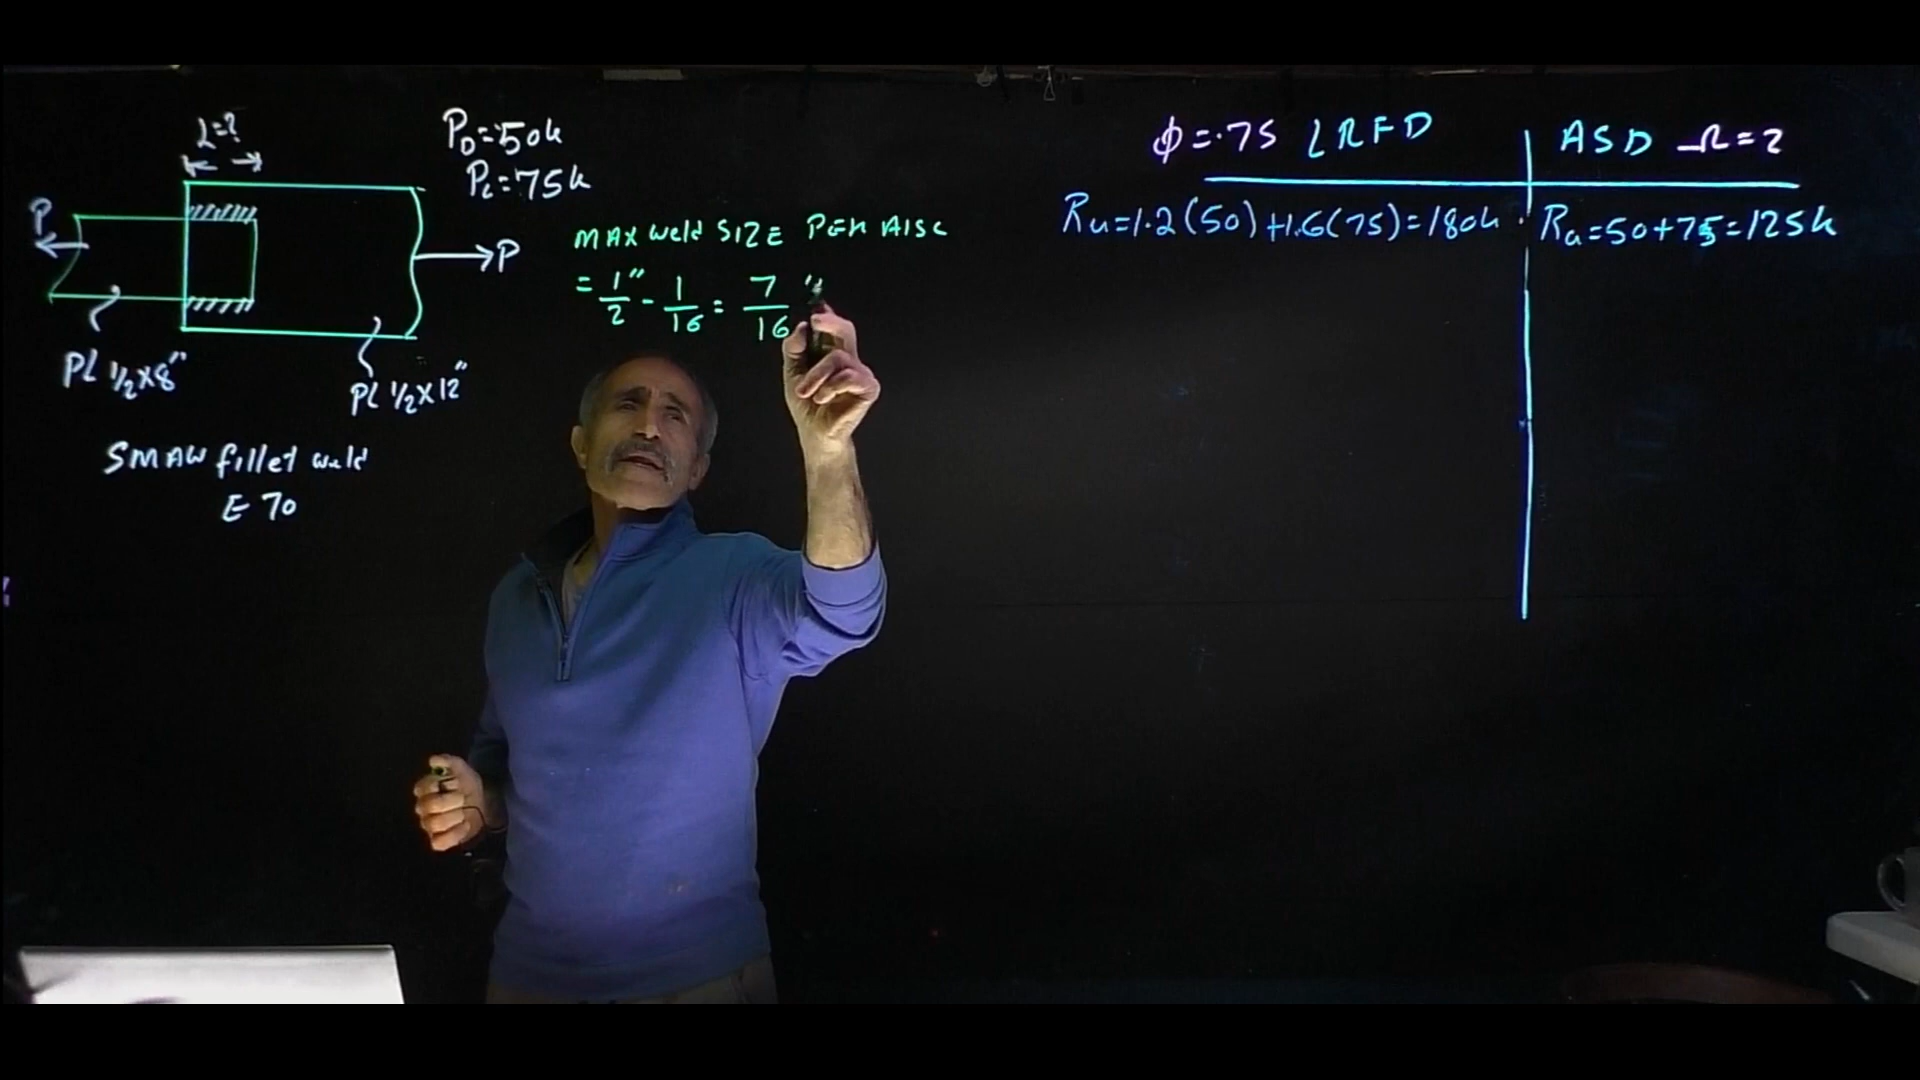 L=?
P_D=50k
P_L=75k
P
P
PL 1/2x8"
PL 1/2x12"
SMAW fillet weld
E 70
MAX Weld SIZE PER AISC
= 1/2" - 1/16 = 7/16 "
ϕ=.75 LRFD
ASD Ω=2
Ru=1.2(50)+1.6(75)=180k
Ra=50+75=125k